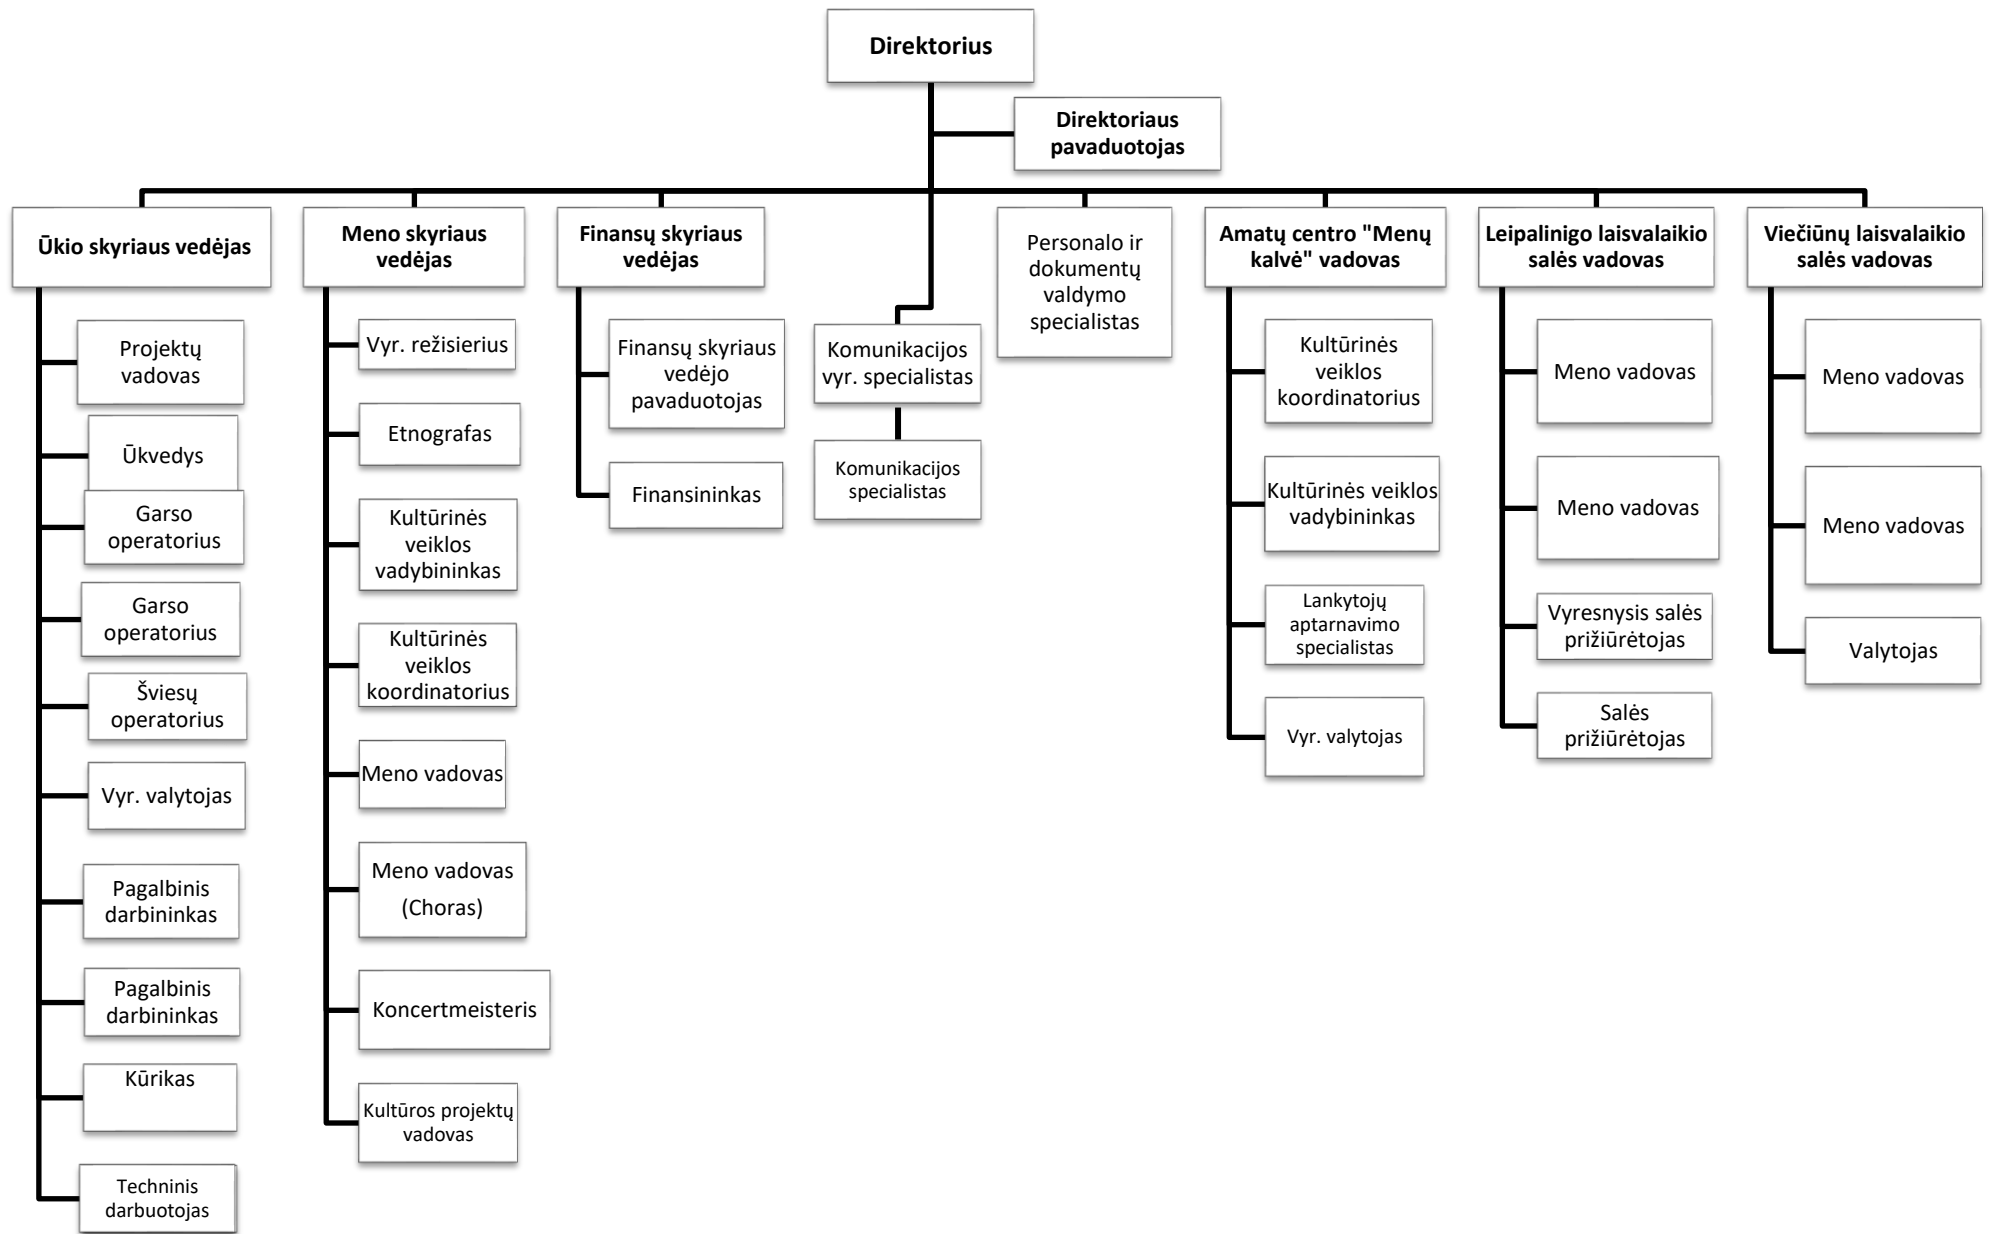 Direktorius
Direktoriaus
pavaduotojas
Ūkio skyriaus vedėjas
Projektų
vadovas
Ūkvedys
Garso
operatorius
Garso
operatorius
Šviesų
operatorius
Vyr. valytojas
Pagalbinis
darbininkas
Pagalbinis
darbininkas
Kūrikas
Techninis
darbuotojas
Meno skyriaus
vedėjas
Vyr. režisierius
Etnografas
Kultūrinės
veiklos
vadybininkas
Kultūrinės
veiklos
koordinatorius
Meno vadovas
Meno vadovas
(Choras)
Koncertmeisteris
Kultūros projektų
vadovas
Finansų skyriaus
vedėjas
Finansų skyriaus
vedėjo
pavaduotojas
Finansininkas
Komunikacijos
vyr. specialistas
Komunikacijos
specialistas
Personalo ir
dokumentų
valdymo
specialistas
Amatų centro "Menų
kalvė" vadovas
Kultūrinės
veiklos
koordinatorius
Kultūrinės veiklos
vadybininkas
Lankytojų
aptarnavimo
specialistas
Vyr. valytojas
Leipalinigo laisvalaikio
salės vadovas
Meno vadovas
Meno vadovas
Vyresnysis salės
prižiūrėtojas
Salės
prižiūrėtojas
Viečiūnų laisvalaikio
salės vadovas
Meno vadovas
Meno vadovas
Valytojas